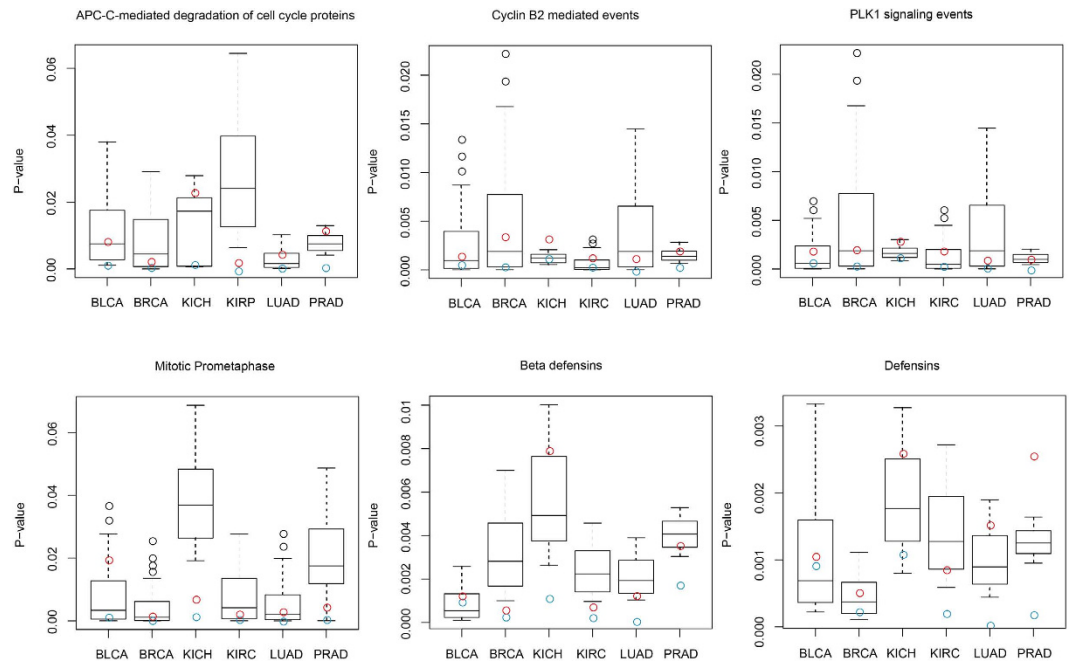 APC-C-mediated degradation of cell cycle proteins
Cyclin B2 mediated events
PLK1 signaling events
P-value
0.00
0.02
0.04
0.06
BLCA BRCA KICH KIRP LUAD PRAD
P-value
0.000
0.005
0.010
0.015
0.020
BLCA BRCA KICH KIRC LUAD PRAD
P-value
0.000
0.005
0.010
0.015
0.020
BLCA BRCA KICH KIRC LUAD PRAD
Mitotic Prometaphase
Beta defensins
Defensins
P-value
0.00
0.02
0.04
0.06
BLCA BRCA KICH KIRC LUAD PRAD
P-value
0.000
0.002
0.004
0.006
0.008
0.01
BLCA BRCA KICH KIRC LUAD PRAD
P-value
0.000
0.001
0.002
0.003
BLCA BRCA KICH KIRC LUAD PRAD